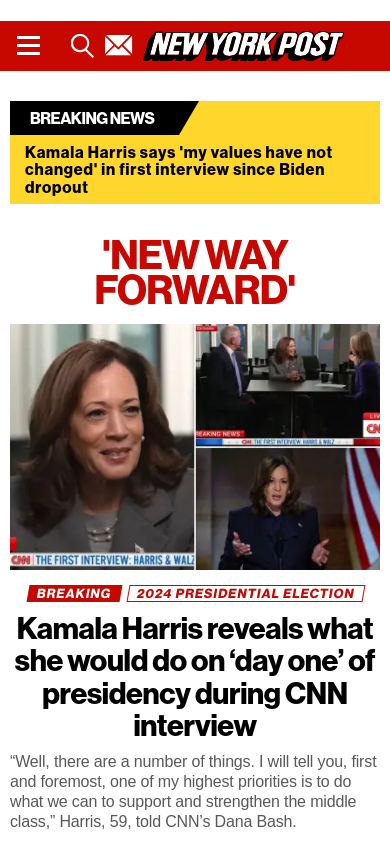 NEW YORK POST
BREAKING NEWS
Kamala Harris says 'my values have not
changed' in first interview since Biden
dropout
'NEW WAY
FORWARD'
BREAKING NEWS
CNN THE FIRST INTERVIEW: HARRIS & WALZ
LIV
CN
CNN THE FIRST INTERVIEW: HARRIS & WALZ
BREAKING
2024 PRESIDENTIAL ELECTION
Kamala Harris reveals what
she would do on ‘day one’ of
presidency during CNN
interview
“Well, there are a number of things. I will tell you, first
and foremost, one of my highest priorities is to do
what we can to support and strengthen the middle
class,” Harris, 59, told CNN’s Dana Bash.